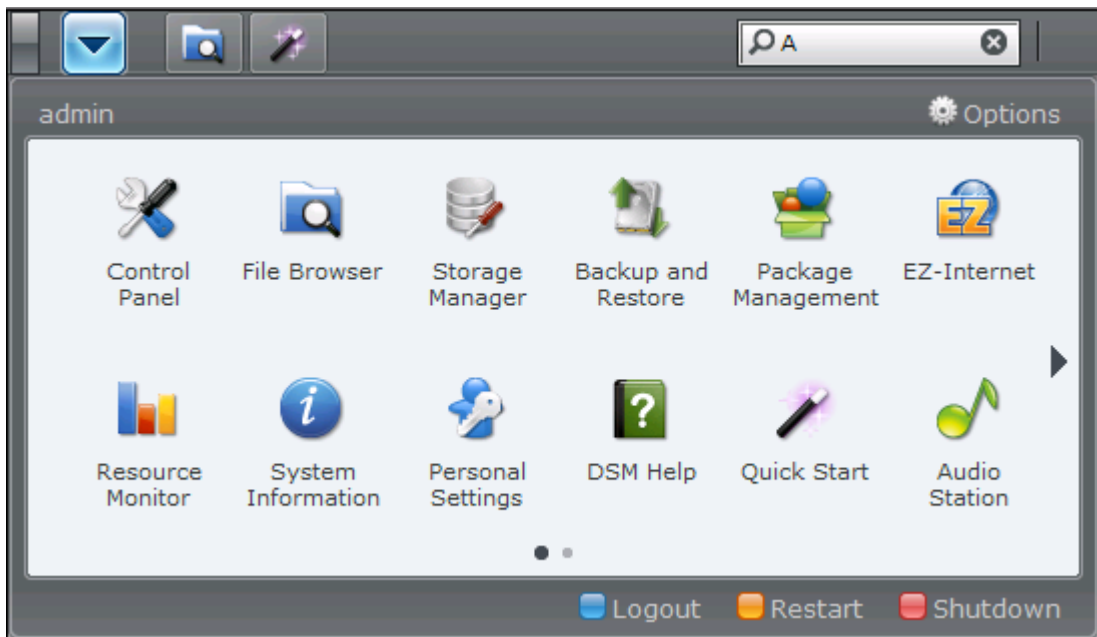 A
admin
Options
EZ
Control
Panel
File Browser
Storage
Manager
Backup and
Restore
Package
Management
EZ-Internet
i
?
Resource
Monitor
System
Information
Personal
Settings
DSM Help
Quick Start
Audio
Station
Logout
Restart
Shutdown